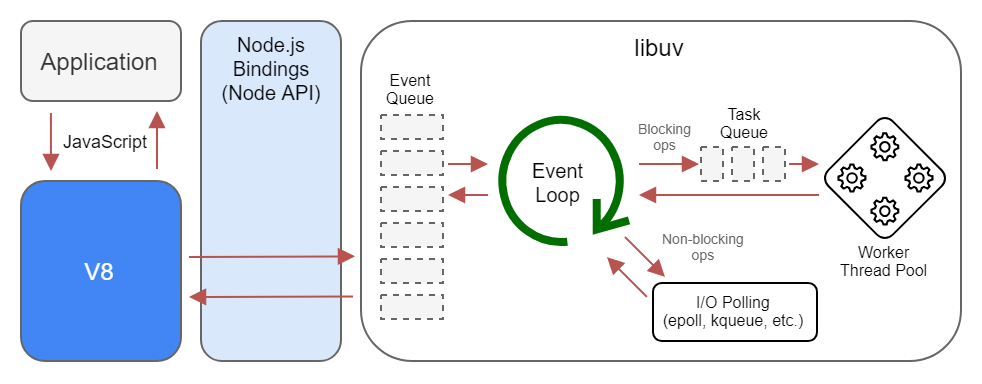 Application
JavaScript
V8
Node.js
Bindings
(Node API)
libuv
Event
Queue
Event
Loop
Blocking
ops
Task
Queue
Worker
Thread Pool
Non-blocking
ops
I/O Polling
(epoll, kqueue, etc.)